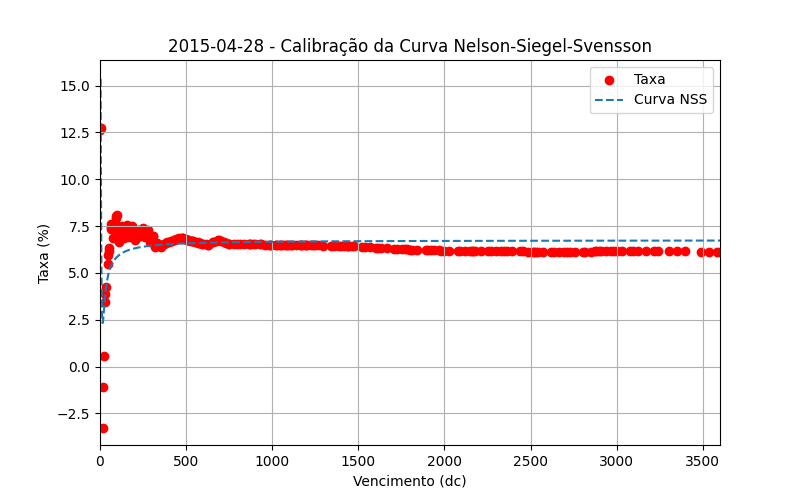 2015-04-28 - Calibração da Curva Nelson-Siegel-Svensson
Taxa
Curva NSS
Taxa (%)
15.0
12.5
10.0
7.5
5.0
2.5
0.0
−2.5
0 500 1000 1500 2000 2500 3000 3500
Vencimento (dc)